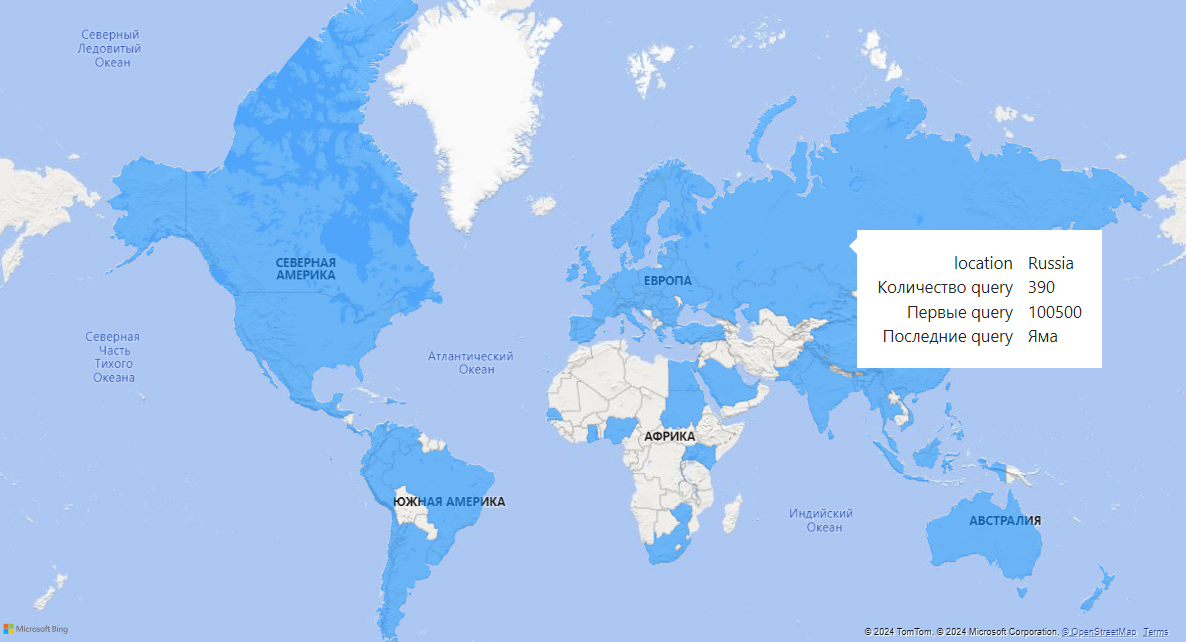 Северный
Ледовитый
Океан
СЕВЕРНАЯ
АМЕРИКА
ЕВРОПА
location Russia
Количество query 390
Первые query 100500
Последние query Яма
Северная
Часть
Тихого
Океана
Атлантический
Океан
АФРИКА
ЮЖНАЯ АМЕРИКА
Индийский
Океан
АВСТРАЛИЯ
Microsoft Bing
© 2024 TomTom, © 2024 Microsoft Corporation, © OpenStreetMap Terms